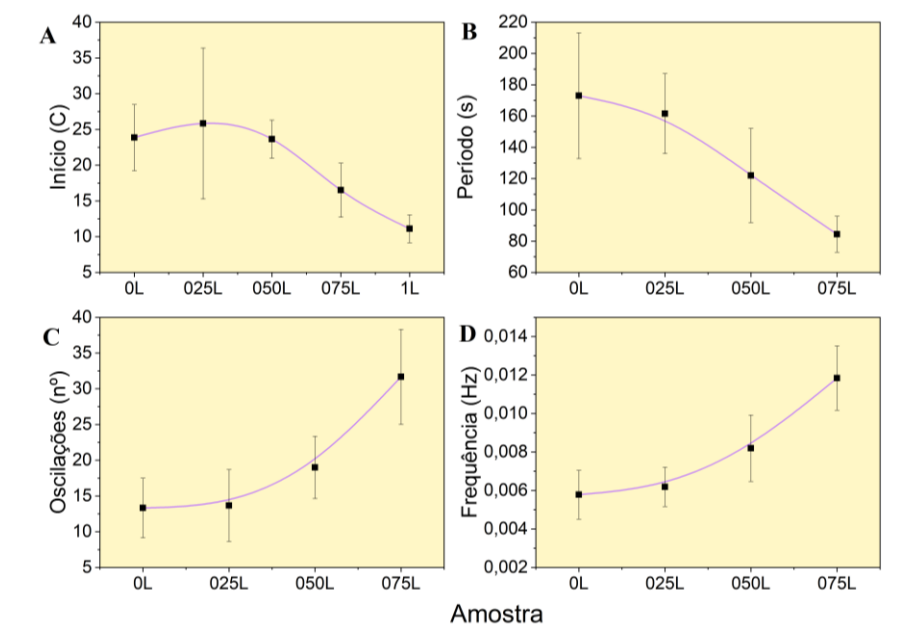 A
Início (C)
40
35
30
25
20
15
10
5
0L 025L 050L 075L 1L
B
Período (s)
220
200
180
160
140
120
100
80
60
0L 025L 050L 075L
C
Oscilações (nº)
40
35
30
25
20
15
10
5
0L 025L 050L 075L
D
Frequência (Hz)
0,014
0,012
0,010
0,008
0,006
0,004
0,002
0L 025L 050L 075L
Amostra